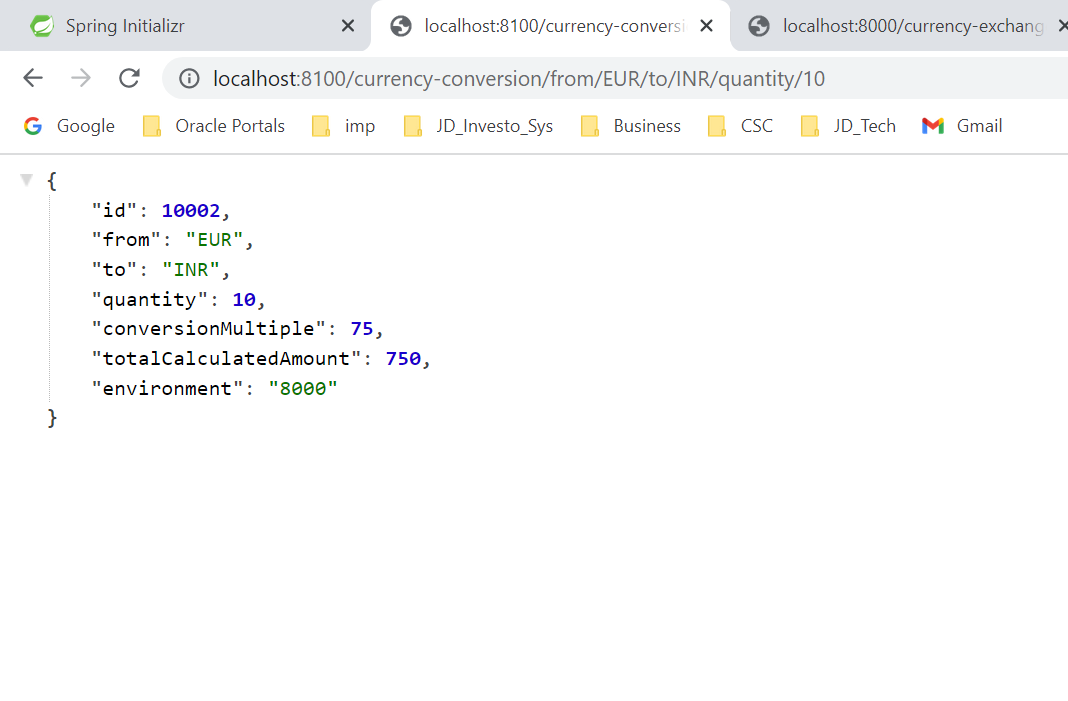 Spring Initializr
localhost:8100/currency-conversi
localhost:8000/currency-exchang
localhost:8100/currency-conversion/from/EUR/to/INR/quantity/10
Google Oracle Portals imp JD_Investo_Sys Business CSC JD_Tech Gmail
{
"id": 10002,
"from": "EUR",
"to": "INR",
"quantity": 10,
"conversionMultiple": 75,
"totalCalculatedAmount": 750,
"environment": "8000"
}